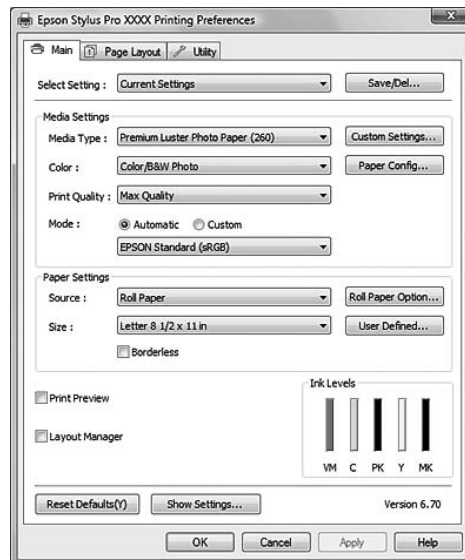 Epson Stylus Pro XXXX Printing Preferences
Main Page Layout Utility
Select Setting : Current Settings Save/Del...
Media Settings
Media Type : Premium Luster Photo Paper (260) Custom Settings...
Color : Color/B&W Photo Paper Config...
Print Quality : Max Quality
Mode : Automatic Custom
EPSON Standard (sRGB)
Paper Settings
Source : Roll Paper Roll Paper Option...
Size : Letter 8 1/2 x 11 in User Defined...
Borderless
Print Preview
Layout Manager
Ink Levels
VM C PK Y MK
Reset Defaults(Y) Show Settings... Version 6.70
OK Cancel Apply Help